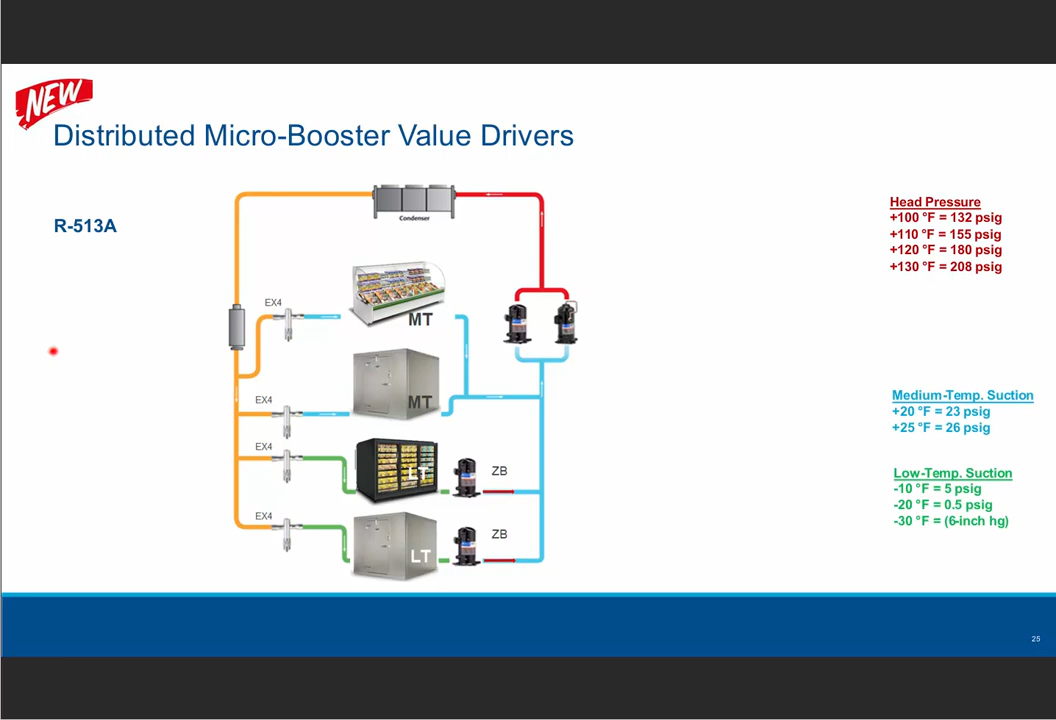 NEW
Distributed Micro-Booster Value Drivers
R-513A
Condenser
EX4
MT
EX4
MT
EX4
LT
ZB
EX4
LT
ZB
Head Pressure
+100 °F = 132 psig
+110 °F = 155 psig
+120 °F = 180 psig
+130 °F = 208 psig
Medium-Temp. Suction
+20 °F = 23 psig
+25 °F = 26 psig
Low-Temp. Suction
-10 °F = 5 psig
-20 °F = 0.5 psig
-30 °F = (6-inch hg)
25